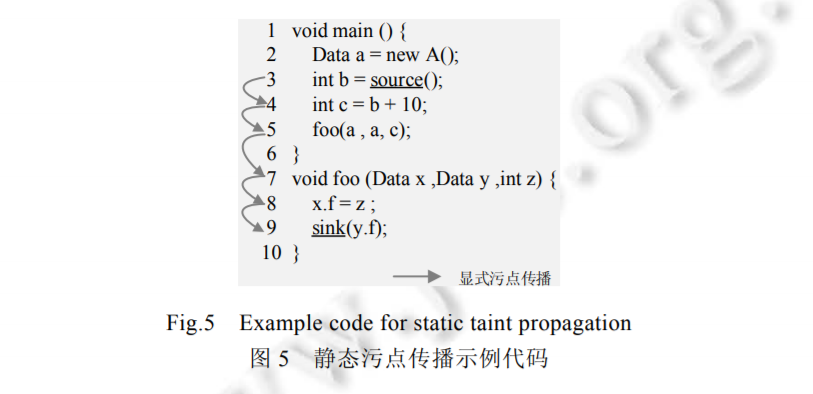 1 void main () {
2 Data a = new A();
3 int b = source();
4 int c = b + 10;
5 foo(a , a, c);
6 }
7 void foo (Data x ,Data y ,int z) {
8 x.f = z ;
9 sink(y.f);
10 }
显式污点传播
Fig.5 Example code for static taint propagation
图 5 静态污点传播示例代码